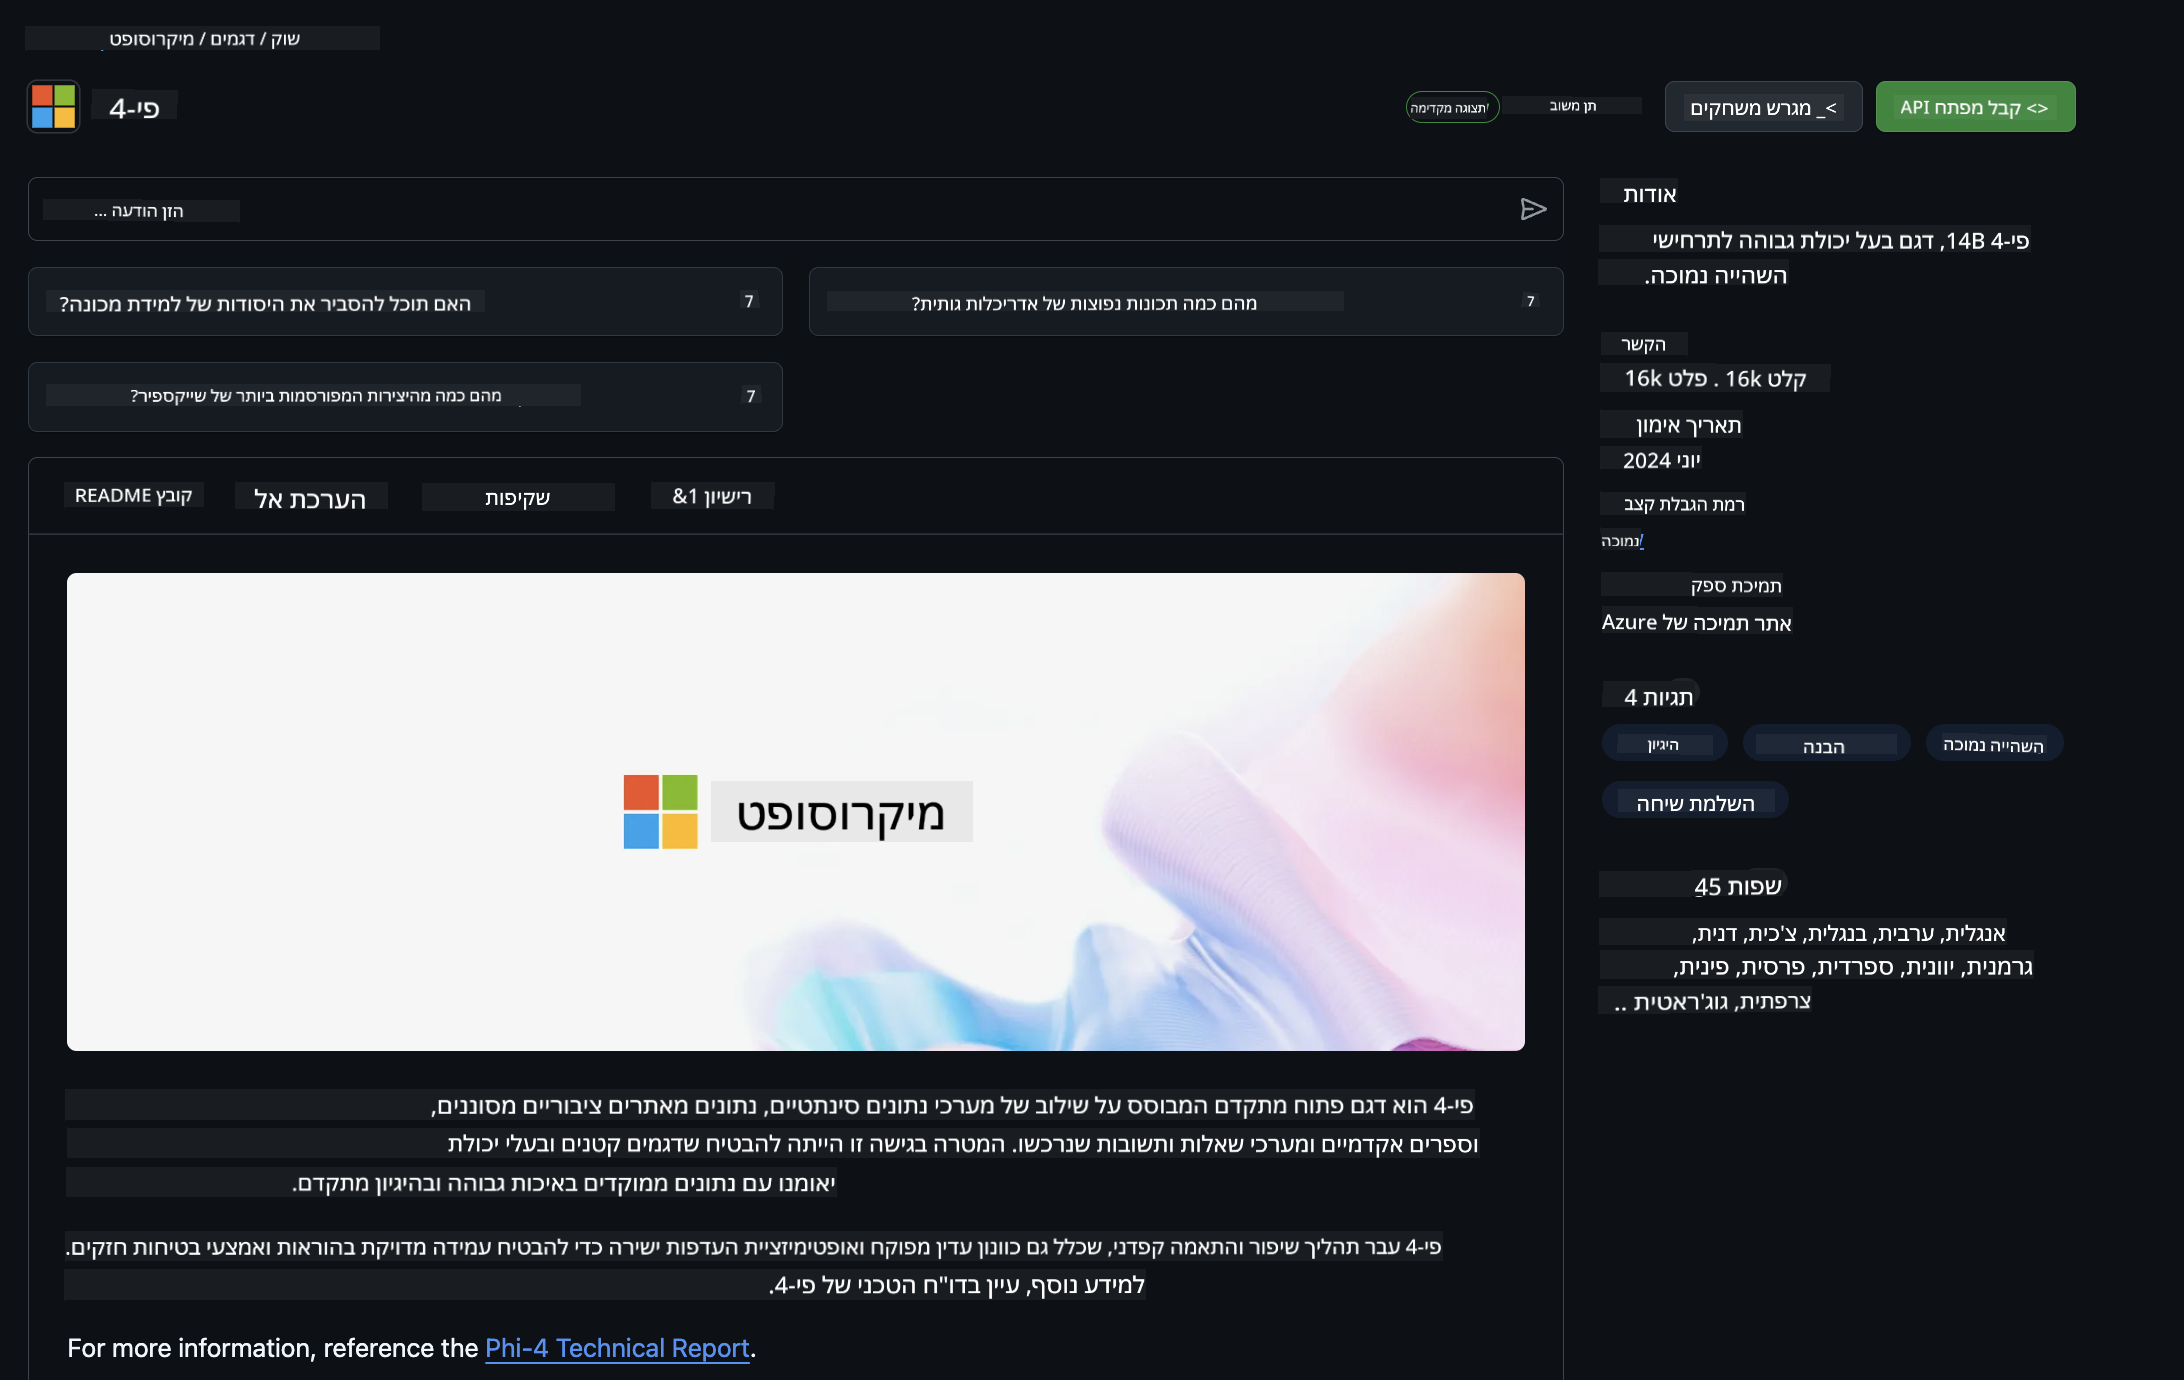 שוק / דגמים / מיקרוסופט
פי-4
תצוגה מקדימה
תן משוב
מגרש משחקים _<
קבל מפתח API <>
הזן הודעה ...
האם תוכל להסביר את היסודות של למידת מכונה?
7
מהם כמה תכונות נפוצות של אדריכלות גותית?
7
מהם כמה מהיצירות המפורסמות ביותר של שייקספיר?
7
קובץ README
הערכת אל
שקיפות
רישיון 1&
מיקרוסופט
פי-4 הוא דגם פתוח מתקדם המבוסס על שילוב של מערכי נתונים סינתטיים, נתונים מאתרים ציבוריים מסוננים,
וספרים אקדמיים ומערכי שאלות ותשובות שנרכשו. המטרה בגישה זו הייתה להבטיח שדגמים קטנים ובעלי יכולת
יאומנו עם נתונים ממוקדים באיכות גבוהה ובהיגיון מתקדם.
פי-4 עבר תהליך שיפור והתאמה קפדני, שכלל גם כוונון עדין מפוקח ואופטימיזציית העדפות ישירה כדי להבטיח עמידה מדויקת בהוראות ואמצעי בטיחות חזקים.
למידע נוסף, עיין בדו"ח הטכני של פי-4.
For more information, reference the Phi-4 Technical Report.
אודות
פי-4 14B, דגם בעל יכולת גבוהה לתרחישי
השהייה נמוכה.
הקשר
קלט 16k . פלט 16k
תאריך אימון
יוני 2024
רמת הגבלת קצב
נמוכה
תמיכת ספק
אתר תמיכה של Azure
תגיות 4
היגיון
הבנה
השהייה נמוכה
השלמת שיחה
שפות 45
אנגלית, ערבית, בנגלית, צ'כית, דנית,
גרמנית, יוונית, ספרדית, פרסית, פינית,
צרפתית, גוג'ראטית ..